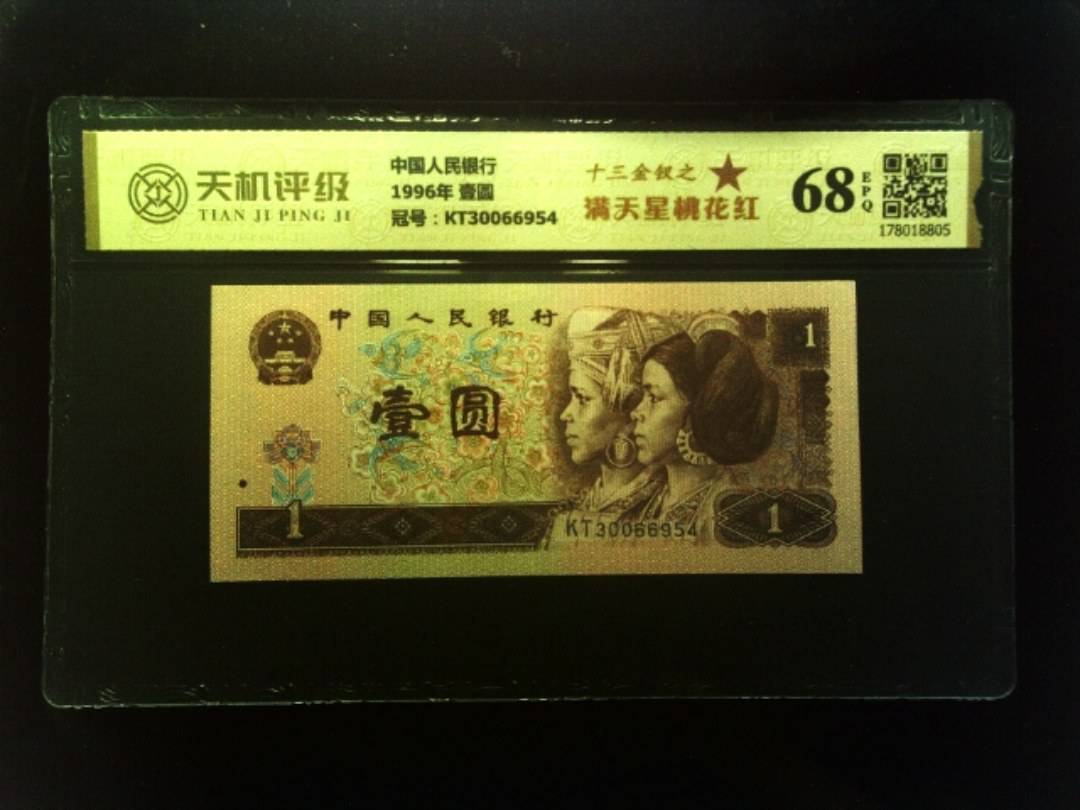 天机评级
TIAN JI PING JI
中国人民银行
1996年 壹圆
冠号：KT30066954
十三金钗之
满天星桃花红
68
EPQ
178018805
中国人民银行
壹圆
1
1
KT30066954
1